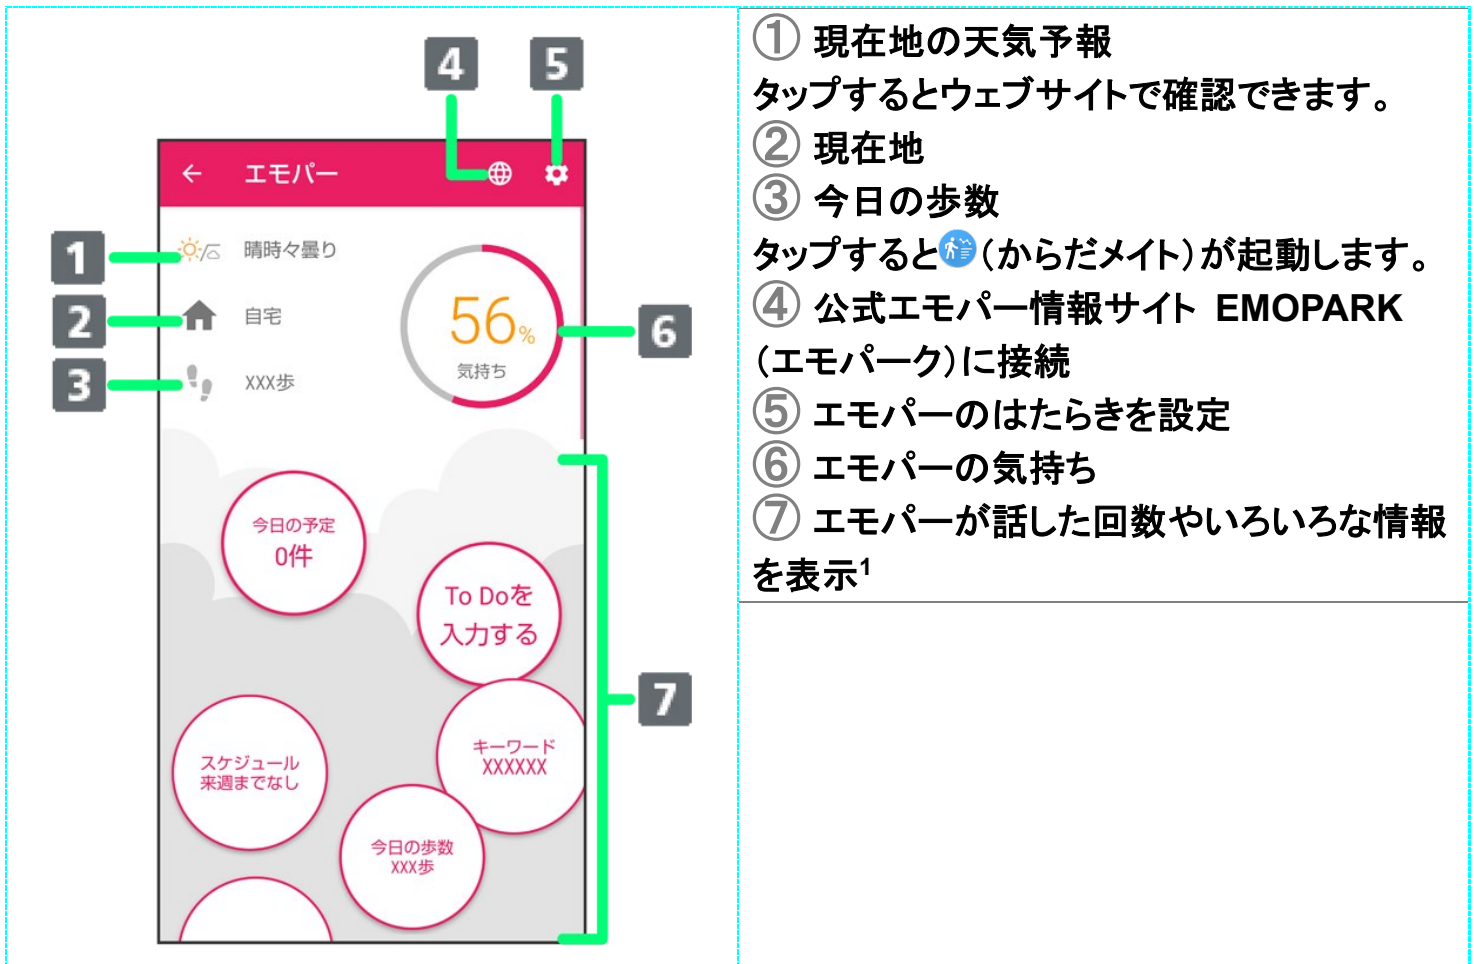 4 5
← エモパー
1 晴時々曇り
2 自宅
3 XXX歩
56%
気持ち
6
今日の予定
0件
To Doを
入力する
7
スケジュール
来週までなし
キーワード
XXXXXX
今日の歩数
XXX歩
① 現在地の天気予報
タップするとウェブサイトで確認できます。
② 現在地
③ 今日の歩数
タップすると(からだメイト)が起動します。
④ 公式エモパー情報サイト EMOPARK
(エモパーク)に接続
⑤ エモパーのはたらきを設定
⑥ エモパーの気持ち
⑦ エモパーが話した回数やいろいろな情報
を表示1